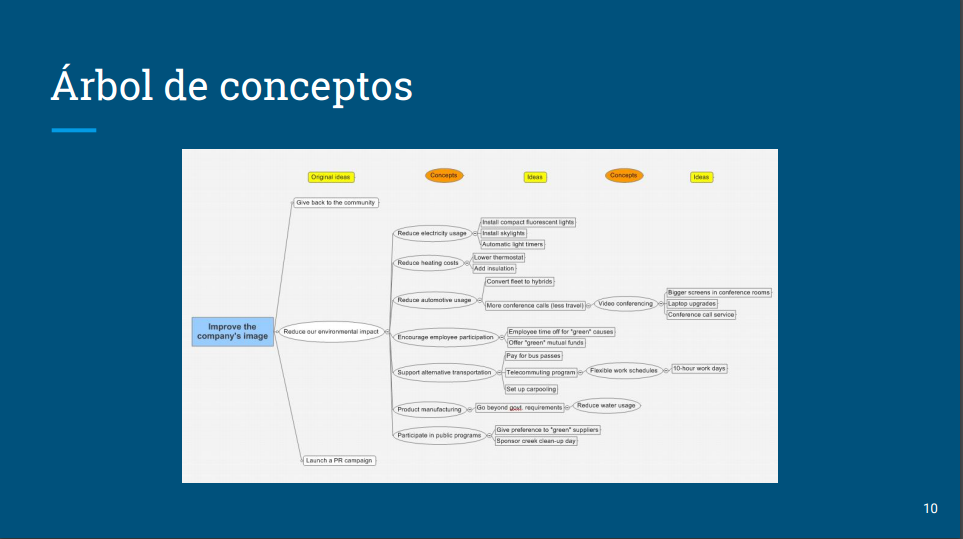 Árbol de conceptos
Original ideas
Concepts
Ideas
Concepts
Ideas
Give back to the community
Reduce electricity usage
Install compact fluorescent lights
Install skylights
Automatic light timers
Reduce heating costs
Lower thermostat
Add insulation
Reduce automotive usage
Convert fleet to hybrids
More conference calls (less travel)
Video conferencing
Bigger screens in conference rooms
Laptop upgrades
Conference call service
Improve the
company's image
Reduce our environmental impact
Encourage employee participation
Employee time off for "green" causes
Offer "green" mutual funds
Support alternative transportation
Pay for bus passes
Telecommuting program
Flexible work schedules
10-hour work days
Set up carpooling
Product manufacturing
Go beyond govt. requirements
Reduce water usage
Participate in public programs
Give preference to "green" suppliers
Sponsor creek clean-up day
Launch a PR campaign
10